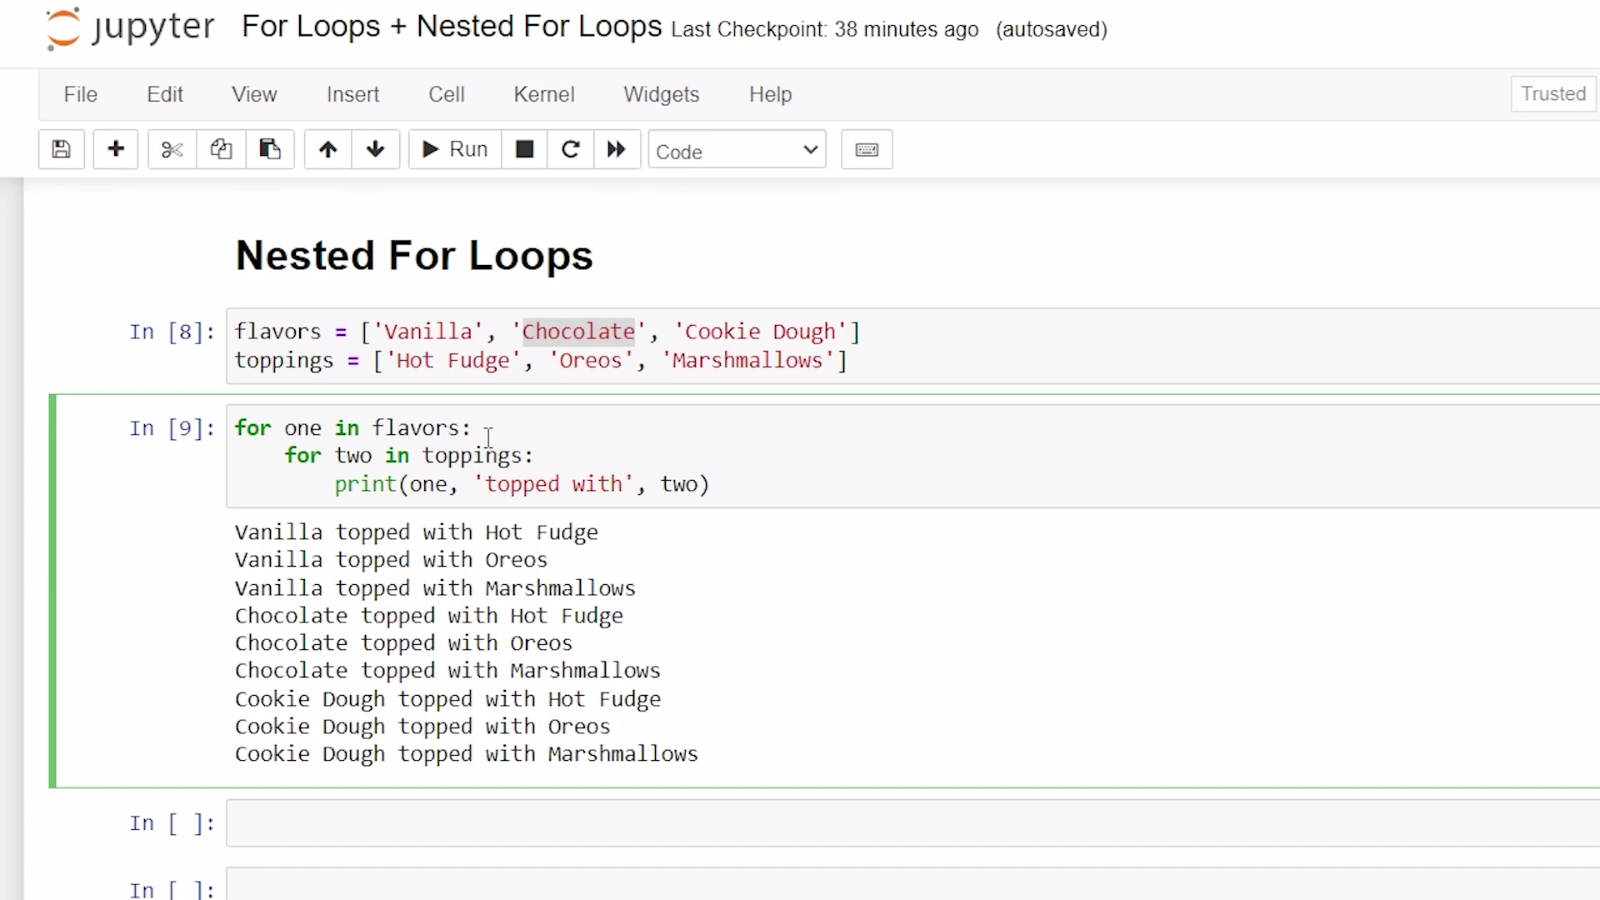 jupyter For Loops + Nested For Loops Last Checkpoint: 38 minutes ago (autosaved)
File Edit View Insert Cell Kernel Widgets Help Trusted
Run Code
Nested For Loops
In [8]: flavors = ['Vanilla', 'Chocolate', 'Cookie Dough']
toppings = ['Hot Fudge', 'Oreos', 'Marshmallows']
In [9]: for one in flavors:
    for two in toppings:
        print(one, 'topped with', two)
Vanilla topped with Hot Fudge
Vanilla topped with Oreos
Vanilla topped with Marshmallows
Chocolate topped with Hot Fudge
Chocolate topped with Oreos
Chocolate topped with Marshmallows
Cookie Dough topped with Hot Fudge
Cookie Dough topped with Oreos
Cookie Dough topped with Marshmallows
In [ ]:
In [ ]: